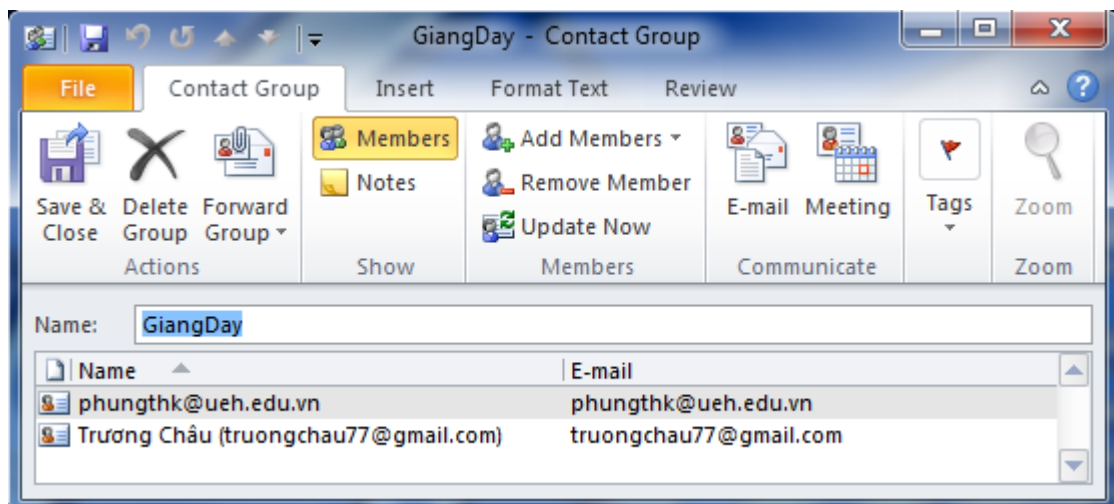 GiangDay - Contact Group
File Contact Group Insert Format Text Review
Save & Close
Delete Group
Forward Group
Actions
Members
Notes
Show
Add Members
Remove Member
Update Now
Members
E-mail
Meeting
Communicate
Tags
Zoom
Zoom
Name: GiangDay
Name E-mail
phungthk@ueh.edu.vn phungthk@ueh.edu.vn
Trương Châu (truongchau77@gmail.com) truongchau77@gmail.com